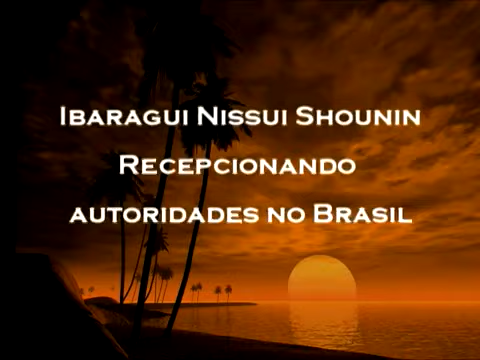 Ibaragui Nissui Shounin
Recepcionando
autoridades no Brasil